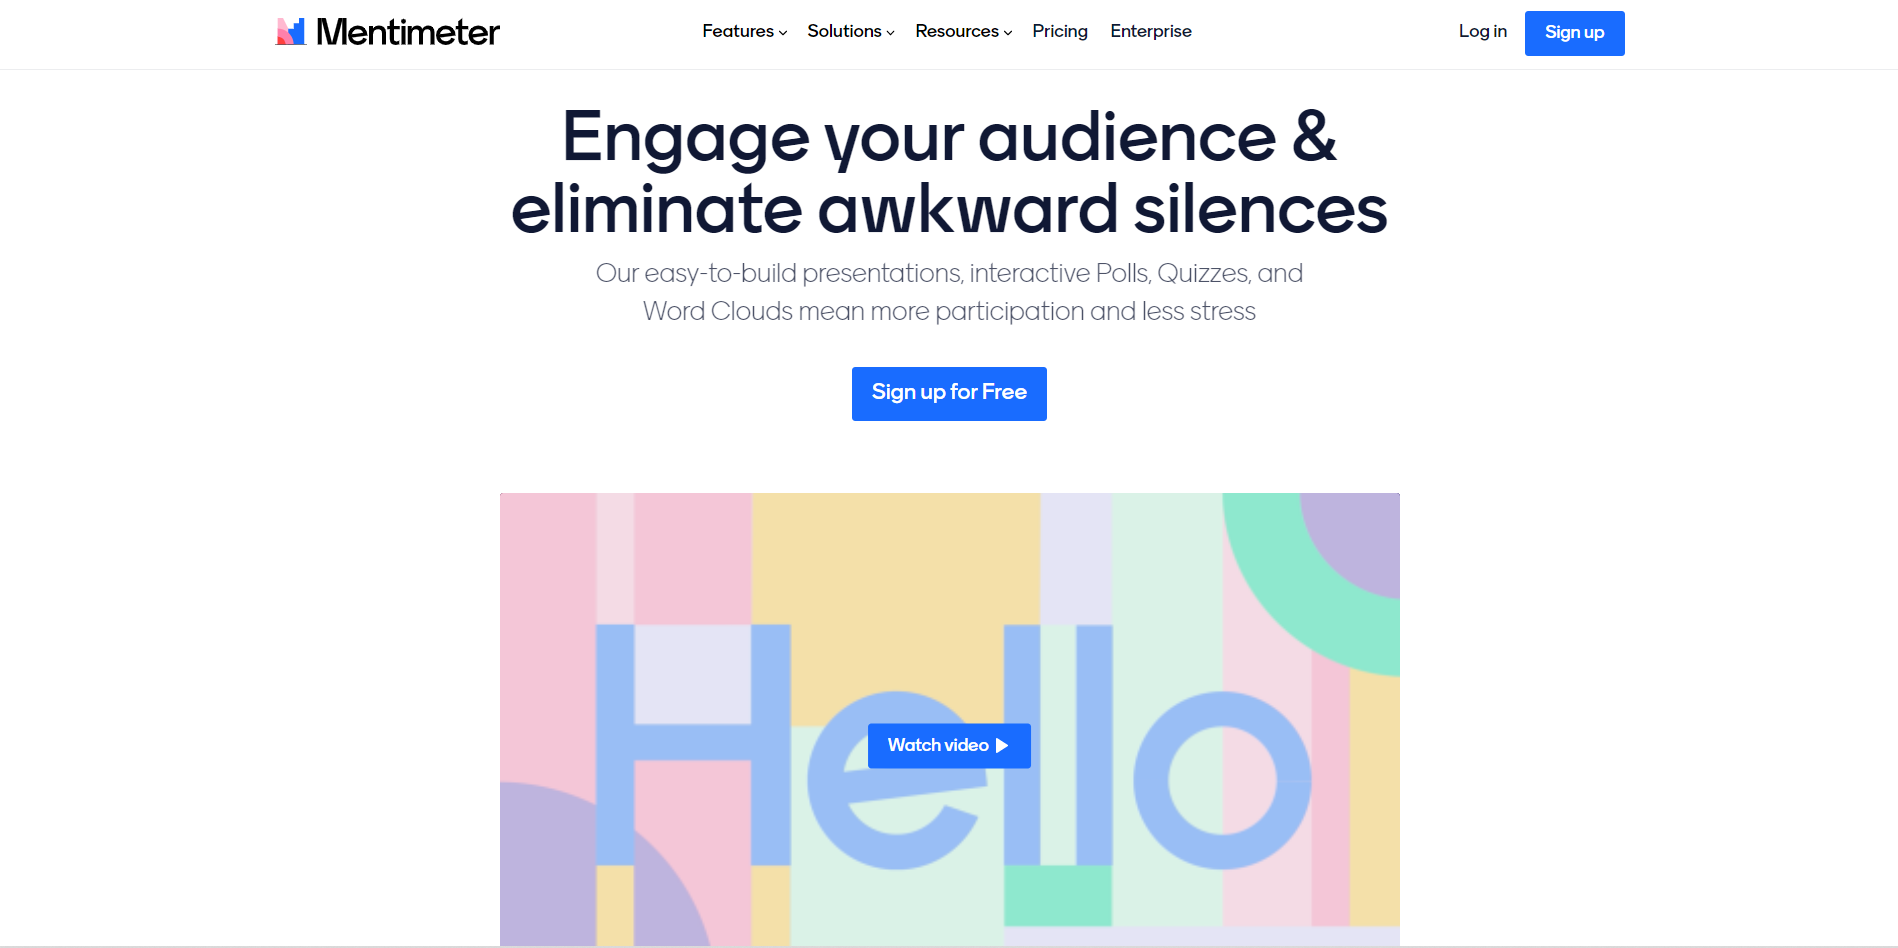 Mentimeter
Features
Solutions
Resources
Pricing
Enterprise
Log in
Sign up
Engage your audience &
eliminate awkward silences
Our easy-to-build presentations, interactive Polls, Quizzes, and
Word Clouds mean more participation and less stress
Sign up for Free
Hello
Watch video